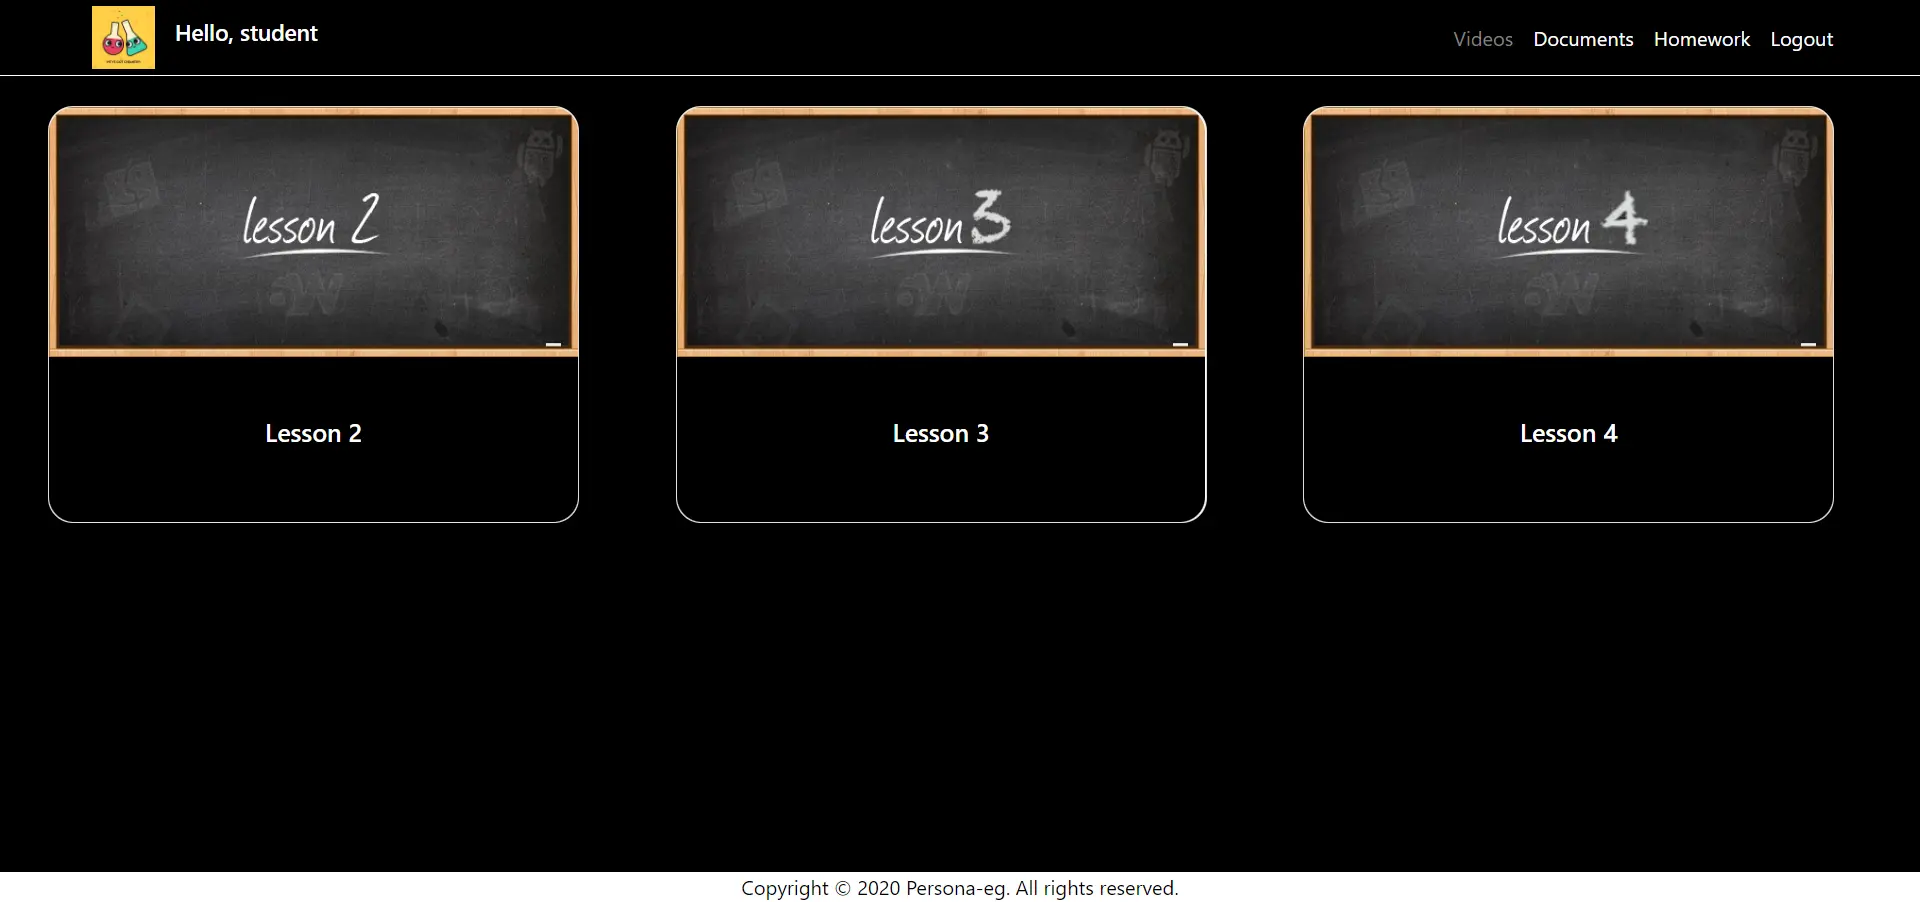 Hello, student
Videos Documents Homework Logout
lesson 2
lesson 3
lesson 4
Lesson 2
Lesson 3
Lesson 4
Copyright © 2020 Persona-eg. All rights reserved.